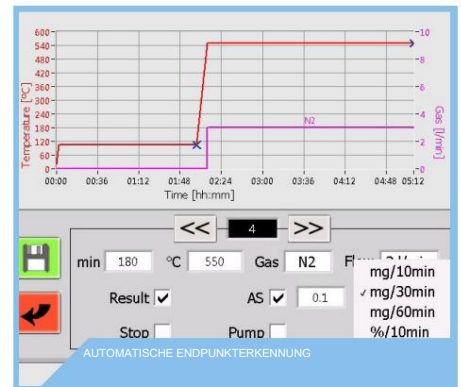 600
540
480
420
360
300
240
180
120
60
0
Temperature [°C]
10
8
6
4
2
0
Gas [l/min]
N2
00:00 00:36 01:12 01:48 02:24 03:00 03:36 04:12 04:48 05:12
Time [hh:mm]
<< 4 >>
min 180 °C 550 Gas N2
mg/10min
Result ✓ AS ✓ 0.1 ✓ mg/30min
mg/60min
Stop Pump %/10min
AUTOMATISCHE ENDPUNKTERKENNUNG